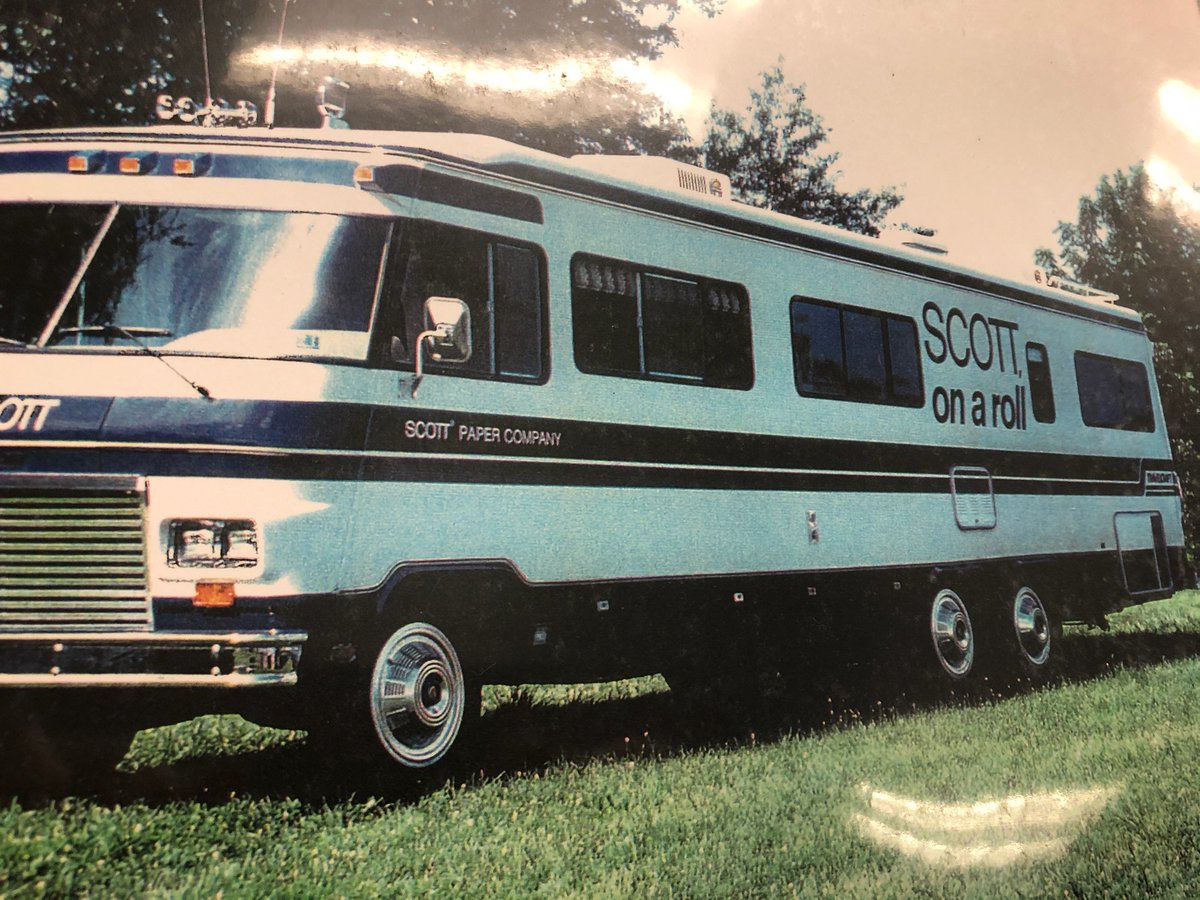 OTT
SCOTT® PAPER COMPANY
SCOTT,
on a roll